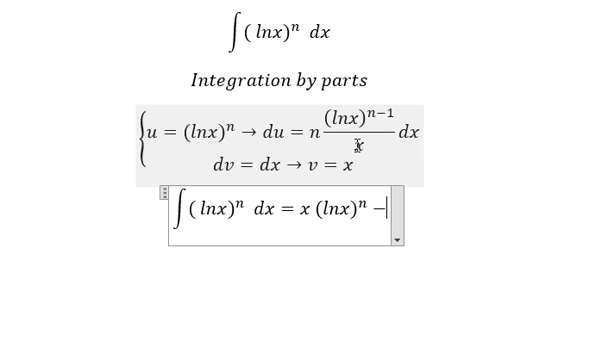 ∫( lnx)ⁿ dx
Integration by parts
{u = (lnx)ⁿ → du = n (lnx)ⁿ⁻¹/x dx
dv = dx → v = x
∫( lnx)ⁿ dx = x (lnx)ⁿ −